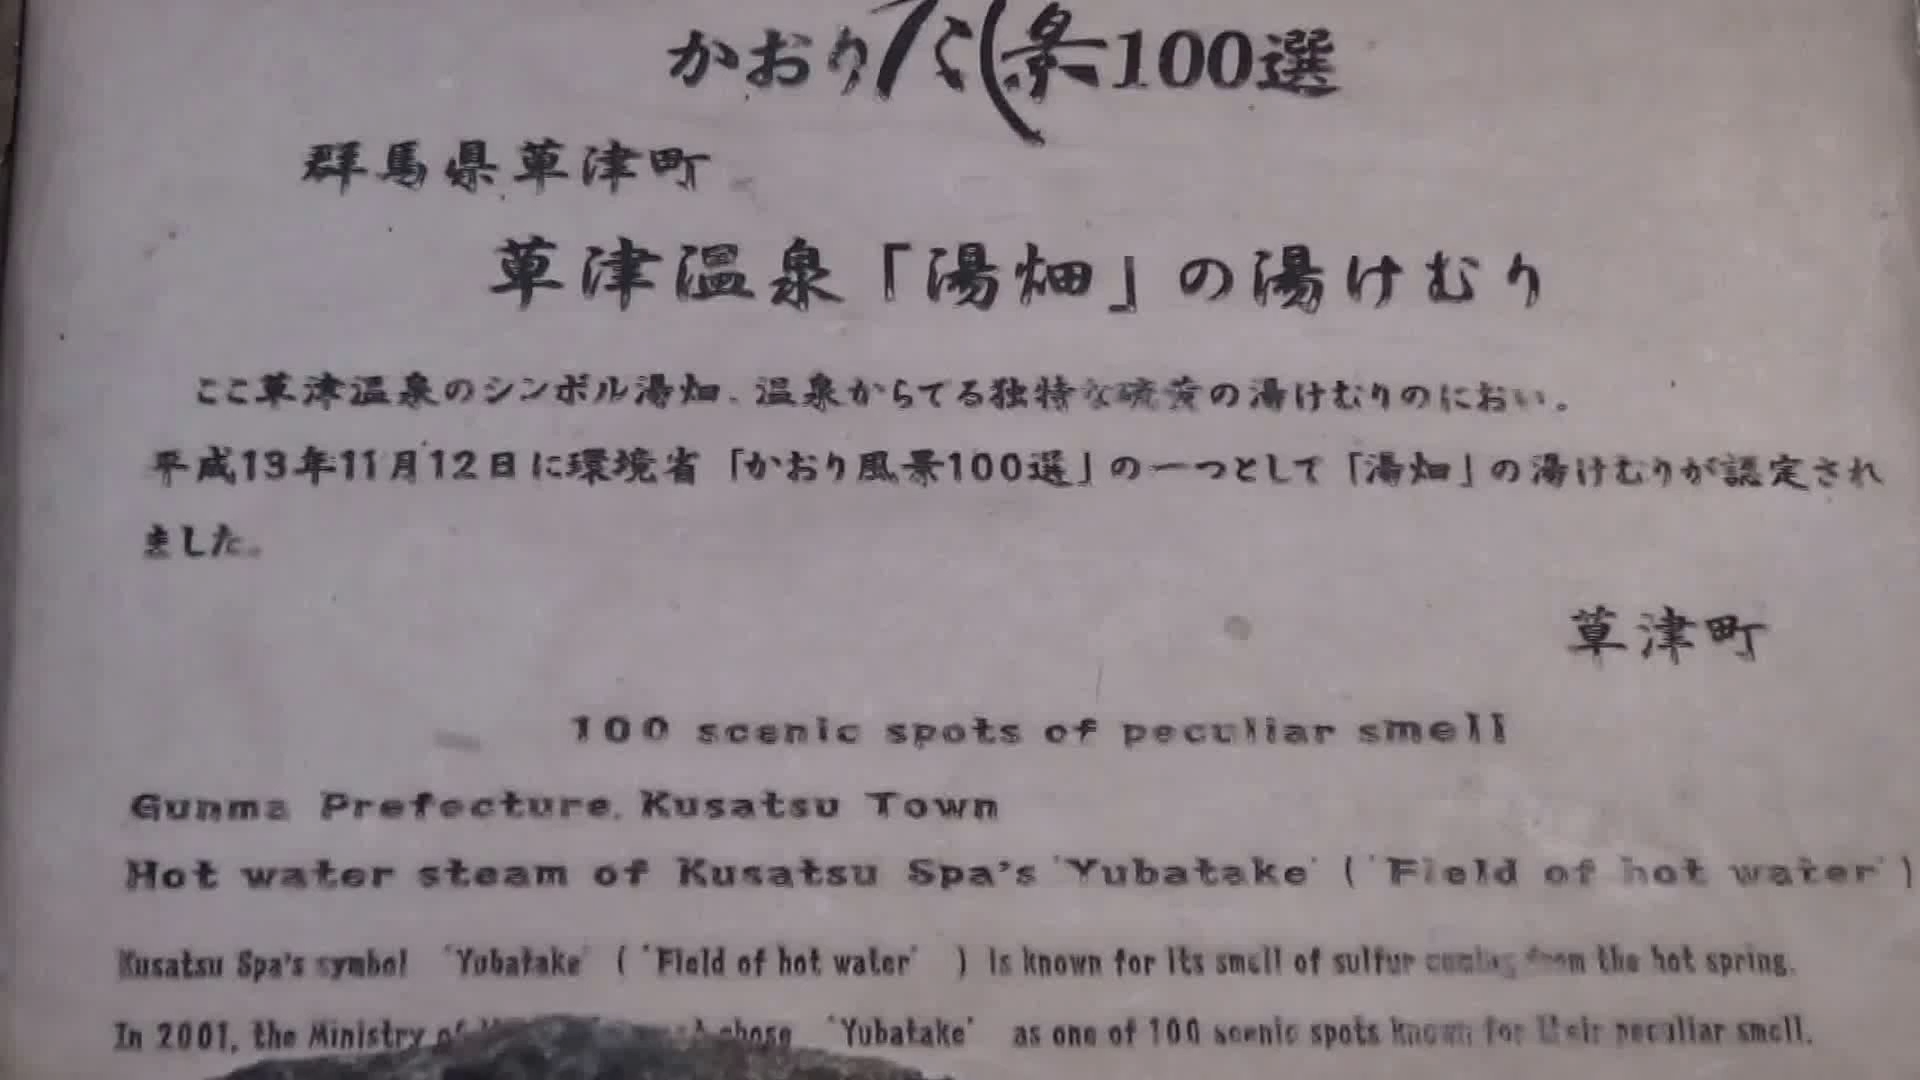 かおり風景100選
群馬県草津町
草津温泉「湯畑」の湯けむり
ここ草津温泉のシンボル湯畑、温泉からでる独特な硫黄の湯けむりのにおい。
平成13年11月12日に環境省「かおり風景100選」の一つとして「湯畑」の湯けむりが認定され
ました。
草津町
100 scenic spots of peculiar smell
Gunma Prefecture, Kusatsu Town
Hot water steam of Kusatsu Spa's 'Yubatake' ( 'Field of hot water' )
Kusatsu Spa's symbol 'Yubatake' ( 'Field of hot water' ) is known for its smell of sulfur coming from the hot spring.
In 2001, the Ministry of chose 'Yubatake' as one of 100 scenic spots known for their peculiar smell.